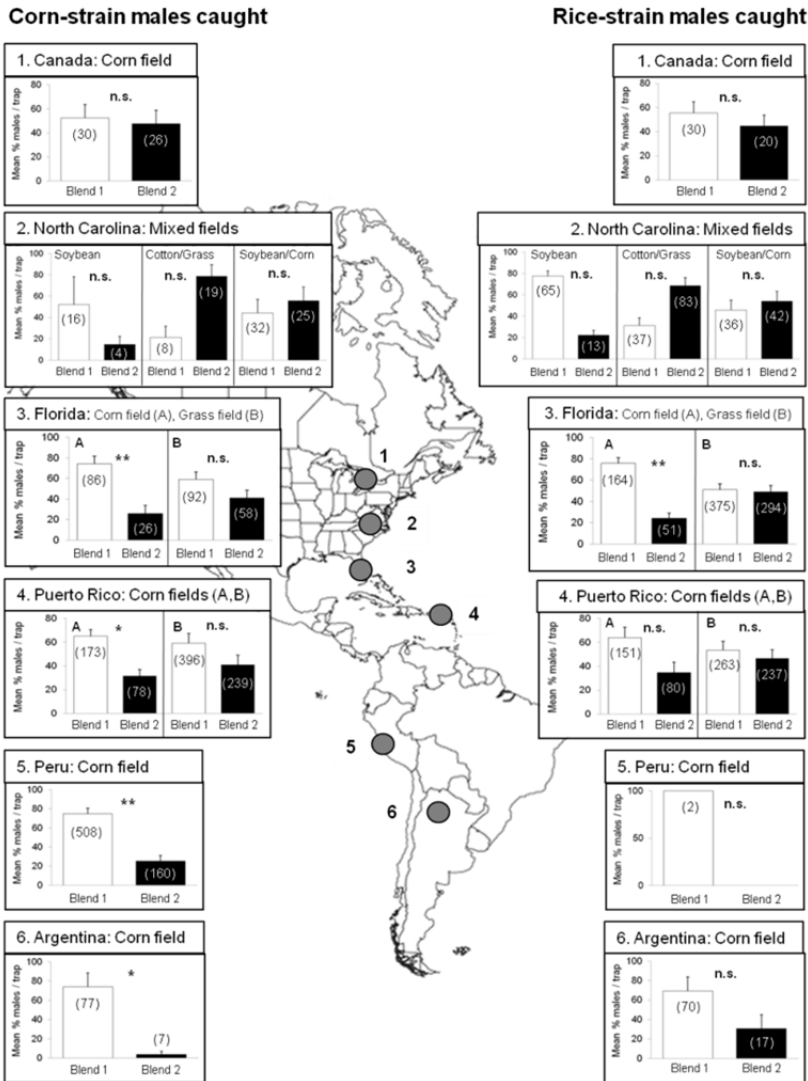 Corn-strain males caught
Rice-strain males caught
1. Canada: Corn field
Mean % males / trap
80
60
40
20
0
n.s.
(30)
(26)
Blend 1 Blend 2
1. Canada: Corn field
Mean % males / trap
80
60
40
20
0
n.s.
(30)
(20)
Blend 1 Blend 2
2. North Carolina: Mixed fields
Mean % males / trap
100
80
60
40
20
0
Soybean
n.s.
(16)
(4)
Blend 1 Blend 2
Cotton/Grass
n.s.
(8)
(19)
Blend 1 Blend 2
Soybean/Corn
n.s.
(32)
(25)
Blend 1 Blend 2
2. North Carolina: Mixed fields
Mean % males / trap
100
80
60
40
20
0
Soybean
n.s.
(65)
(13)
Blend 1 Blend 2
Cotton/Grass
n.s.
(37)
(83)
Blend 1 Blend 2
Soybean/Corn
n.s.
(36)
(42)
Blend 1 Blend 2
3. Florida: Corn field (A), Grass field (B)
Mean % males / trap
100
80
60
40
20
0
A
**
(86)
(26)
Blend 1 Blend 2
B
n.s.
(92)
(58)
Blend 1 Blend 2
3. Florida: Corn field (A), Grass field (B)
Mean % males / trap
100
80
60
40
20
0
A
**
(164)
(51)
Blend 1 Blend 2
B
n.s.
(375)
(294)
Blend 1 Blend 2
4. Puerto Rico: Corn fields (A,B)
Mean % males / trap
80
60
40
20
0
A
*
(173)
(78)
Blend 1 Blend 2
B
n.s.
(396)
(239)
Blend 1 Blend 2
4. Puerto Rico: Corn fields (A,B)
Mean % males / trap
80
60
40
20
0
A
n.s.
(151)
(80)
Blend 1 Blend 2
B
n.s.
(263)
(237)
Blend 1 Blend 2
5. Peru: Corn field
Mean % males / trap
100
80
60
40
20
0
**
(508)
(160)
Blend 1 Blend 2
5. Peru: Corn field
Mean % males / trap
100
50
0
(2)
n.s.
Blend 1 Blend 2
6. Argentina: Corn field
Mean % males / trap
100
80
60
40
20
0
*
(77)
(7)
Blend 1 Blend 2
6. Argentina: Corn field
Mean % males / trap
100
80
60
40
20
0
n.s.
(70)
(17)
Blend 1 Blend 2
1
2
3
4
5
6